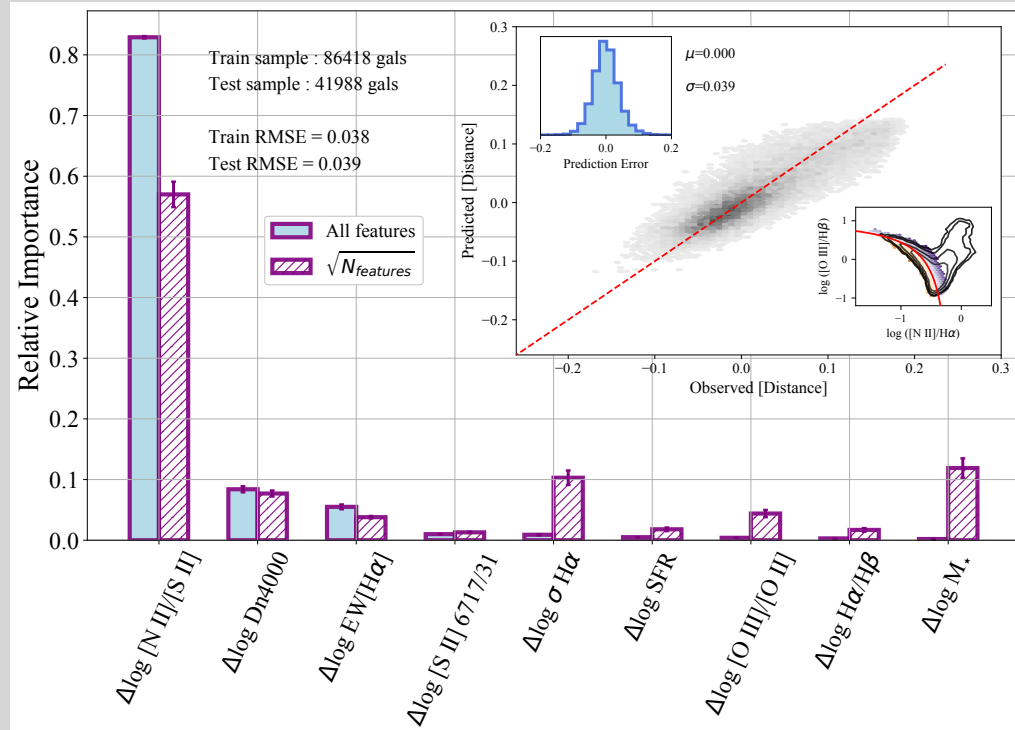 Relative Importance
0.8
0.7
0.6
0.5
0.4
0.3
0.2
0.1
0.0
Train sample : 86418 gals
Test sample : 41988 gals
Train RMSE = 0.038
Test RMSE = 0.039
All features
√N_features
Δlog [N II]/[S II]
Δlog Dn4000
Δlog EW[Hα]
Δlog [S II] 6717/31
Δlog σ Hα
Δlog SFR
Δlog [O III]/[O II]
Δlog Hα/Hβ
Δlog M⋆
Predicted [Distance]
0.3
0.2
0.1
0.0
−0.1
−0.2
−0.2
−0.1
0.0
0.1
0.2
0.3
Observed [Distance]
μ=0.000
σ=0.039
−0.2 0.0 0.2
Prediction Error
log ([O III]/Hβ)
1
0
−1
−1 0
log ([N II]/Hα)